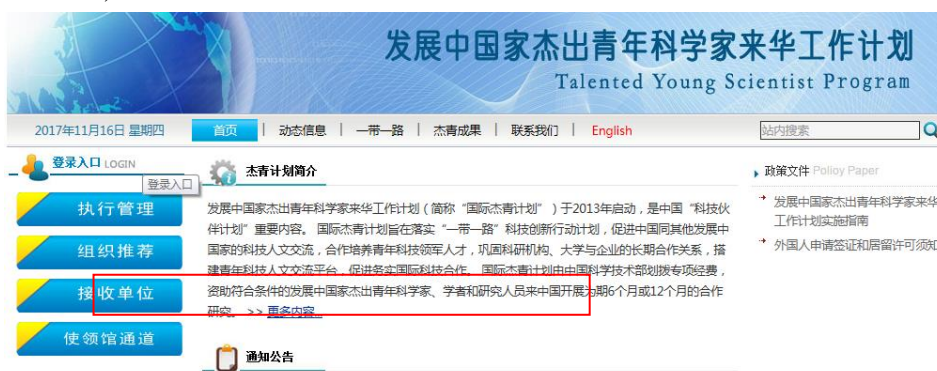 发展中国家杰出青年科学家来华工作计划
Talented Young Scientist Program
2017年11月16日 星期四
首页 | 动态信息 | 一带一路 | 杰青成果 | 联系我们 | English
站内搜索
登录入口 LOGIN
登录入口
执行管理
组织推荐
接收单位
使领馆通道
杰青计划简介
发展中国家杰出青年科学家来华工作计划（简称“国际杰青计划”）于2013年启动，是中国“科技伙
伴计划”重要内容。 国际杰青计划旨在落实“一带一路”科技创新行动计划，促进中国同其他发展中
国家的科技人文交流，合作培养青年科技领军人才，巩固科研机构、大学与企业的长期合作关系，搭
建青年科技人文交流平台，促进务实国际科技合作。 国际杰青计划由中国科学技术部划拨专项经费，
资助符合条件的发展中国家杰出青年科学家、学者和研究人员来中国开展为期6个月或12个月的合作
研究。 >> 更多内容...
通知公告
政策文件 Polioy Paper
发展中国家杰出青年科学家来华
工作计划实施指南
外国人申请签证和居留许可须知